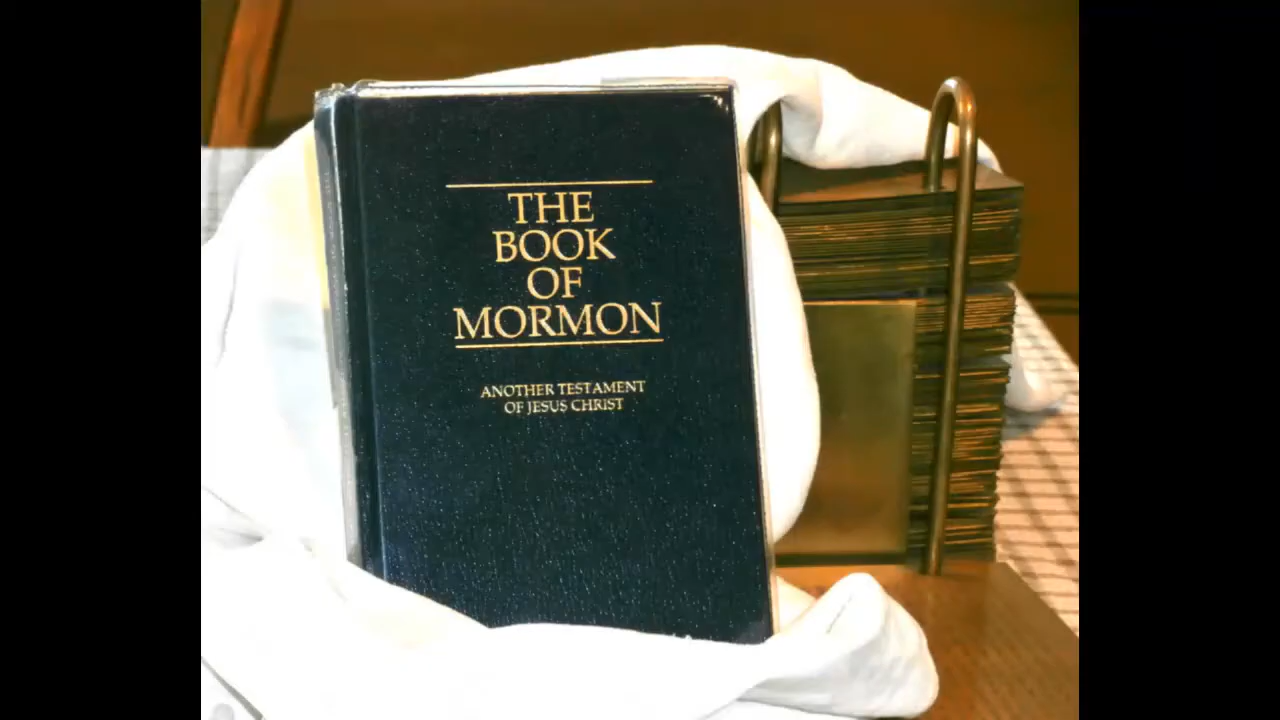 THE
BOOK
OF
MORMON
ANOTHER TESTAMENT
OF JESUS CHRIST